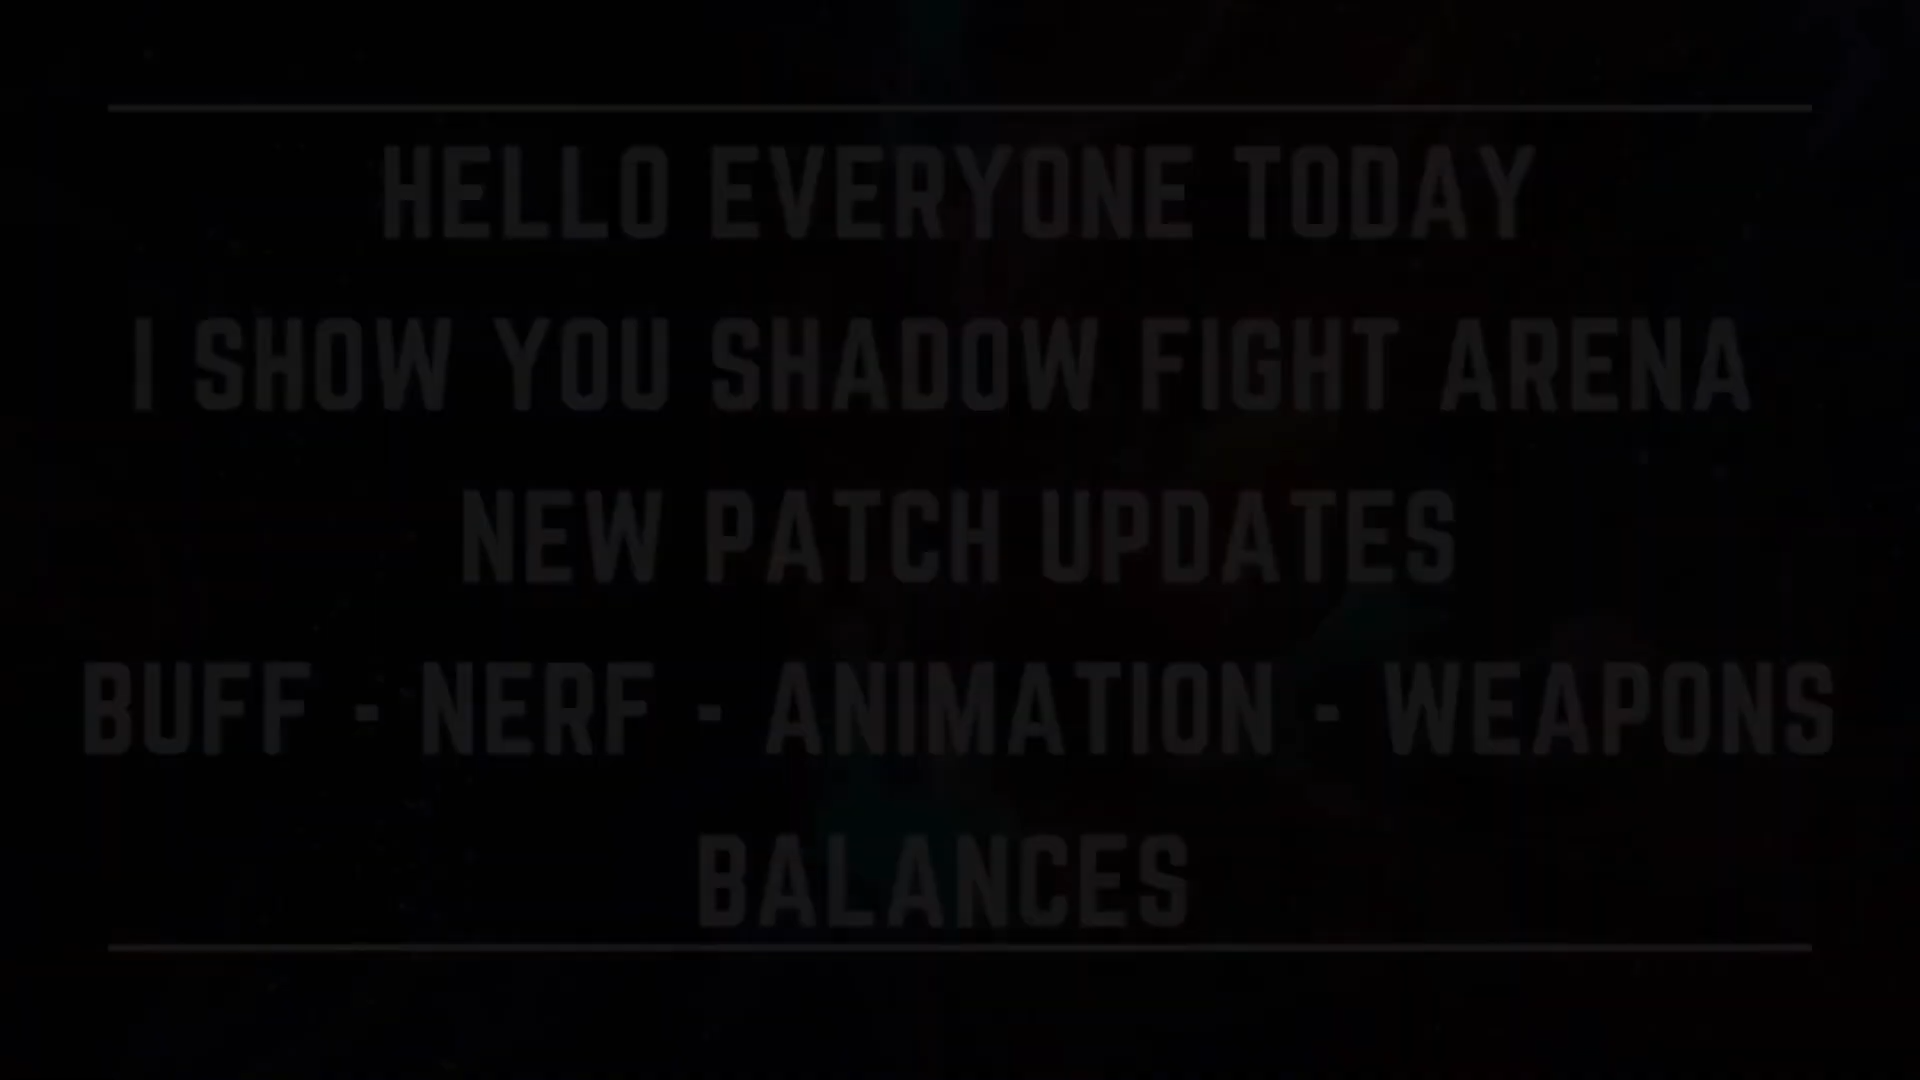 HELLO EVERYONE TODAY
I SHOW YOU SHADOW FIGHT ARENA
NEW PATCH UPDATES
BUFF - NERF - ANIMATION - WEAPONS
BALANCES